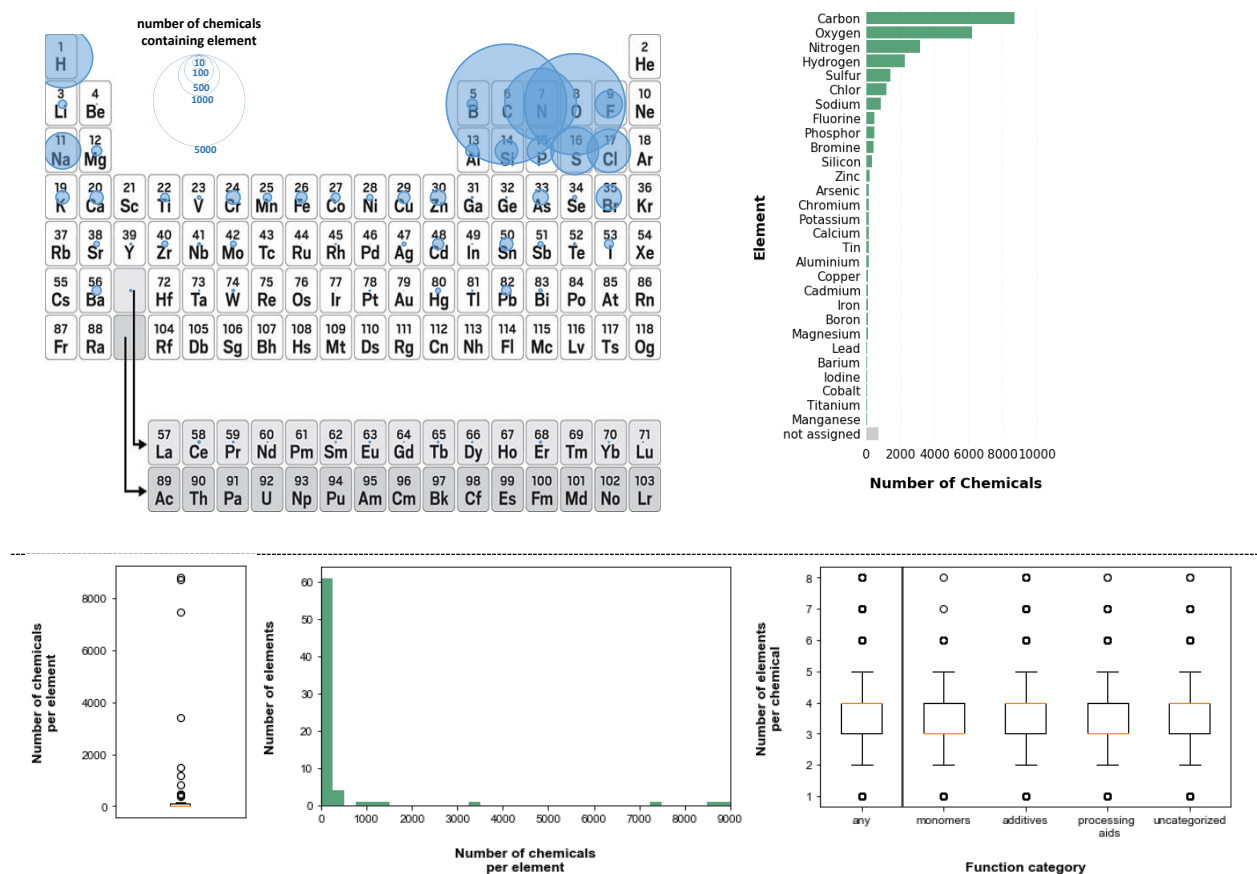 number of chemicals
containing element
10
100
500
1000
5000
1 2
H He
3 4 5 6 7 8 9 10
Li Be B C N O F Ne
11 12 13 14 15 16 17 18
Na Mg Al Si P S Cl Ar
19 20 21 22 23 24 25 26 27 28 29 30 31 32 33 34 35 36
K Ca Sc Ti V Cr Mn Fe Co Ni Cu Zn Ga Ge As Se Br Kr
37 38 39 40 41 42 43 44 45 46 47 48 49 50 51 52 53 54
Rb Sr Y Zr Nb Mo Tc Ru Rh Pd Ag Cd In Sn Sb Te I Xe
55 56 72 73 74 75 76 77 78 79 80 81 82 83 84 85 86
Cs Ba Hf Ta W Re Os Ir Pt Au Hg Tl Pb Bi Po At Rn
87 88 104 105 106 107 108 109 110 111 112 113 114 115 116 117 118
Fr Ra Rf Db Sg Bh Hs Mt Ds Rg Cn Nh Fl Mc Lv Ts Og
57 58 59 60 61 62 63 64 65 66 67 68 69 70 71
La Ce Pr Nd Pm Sm Eu Gd Tb Dy Ho Er Tm Yb Lu
89 90 91 92 93 94 95 96 97 98 99 100 101 102 103
Ac Th Pa U Np Pu Am Cm Bk Cf Es Fm Md No Lr
Element
Carbon
Oxygen
Nitrogen
Hydrogen
Sulfur
Chlor
Sodium
Fluorine
Phosphor
Bromine
Silicon
Zinc
Arsenic
Chromium
Potassium
Calcium
Tin
Aluminium
Copper
Cadmium
Iron
Boron
Magnesium
Lead
Barium
Iodine
Cobalt
Titanium
Manganese
not assigned
0 2000 4000 6000 8000 10000
Number of Chemicals
Number of chemicals
per element
8000
6000
4000
2000
0
Number of elements
60
50
40
30
20
10
0
0 1000 2000 3000 4000 5000 6000 7000 8000 9000
Number of chemicals
per element
Number of elements
per chemical
8
7
6
5
4
3
2
1
any monomers additives processing uncategorized
aids
Function category